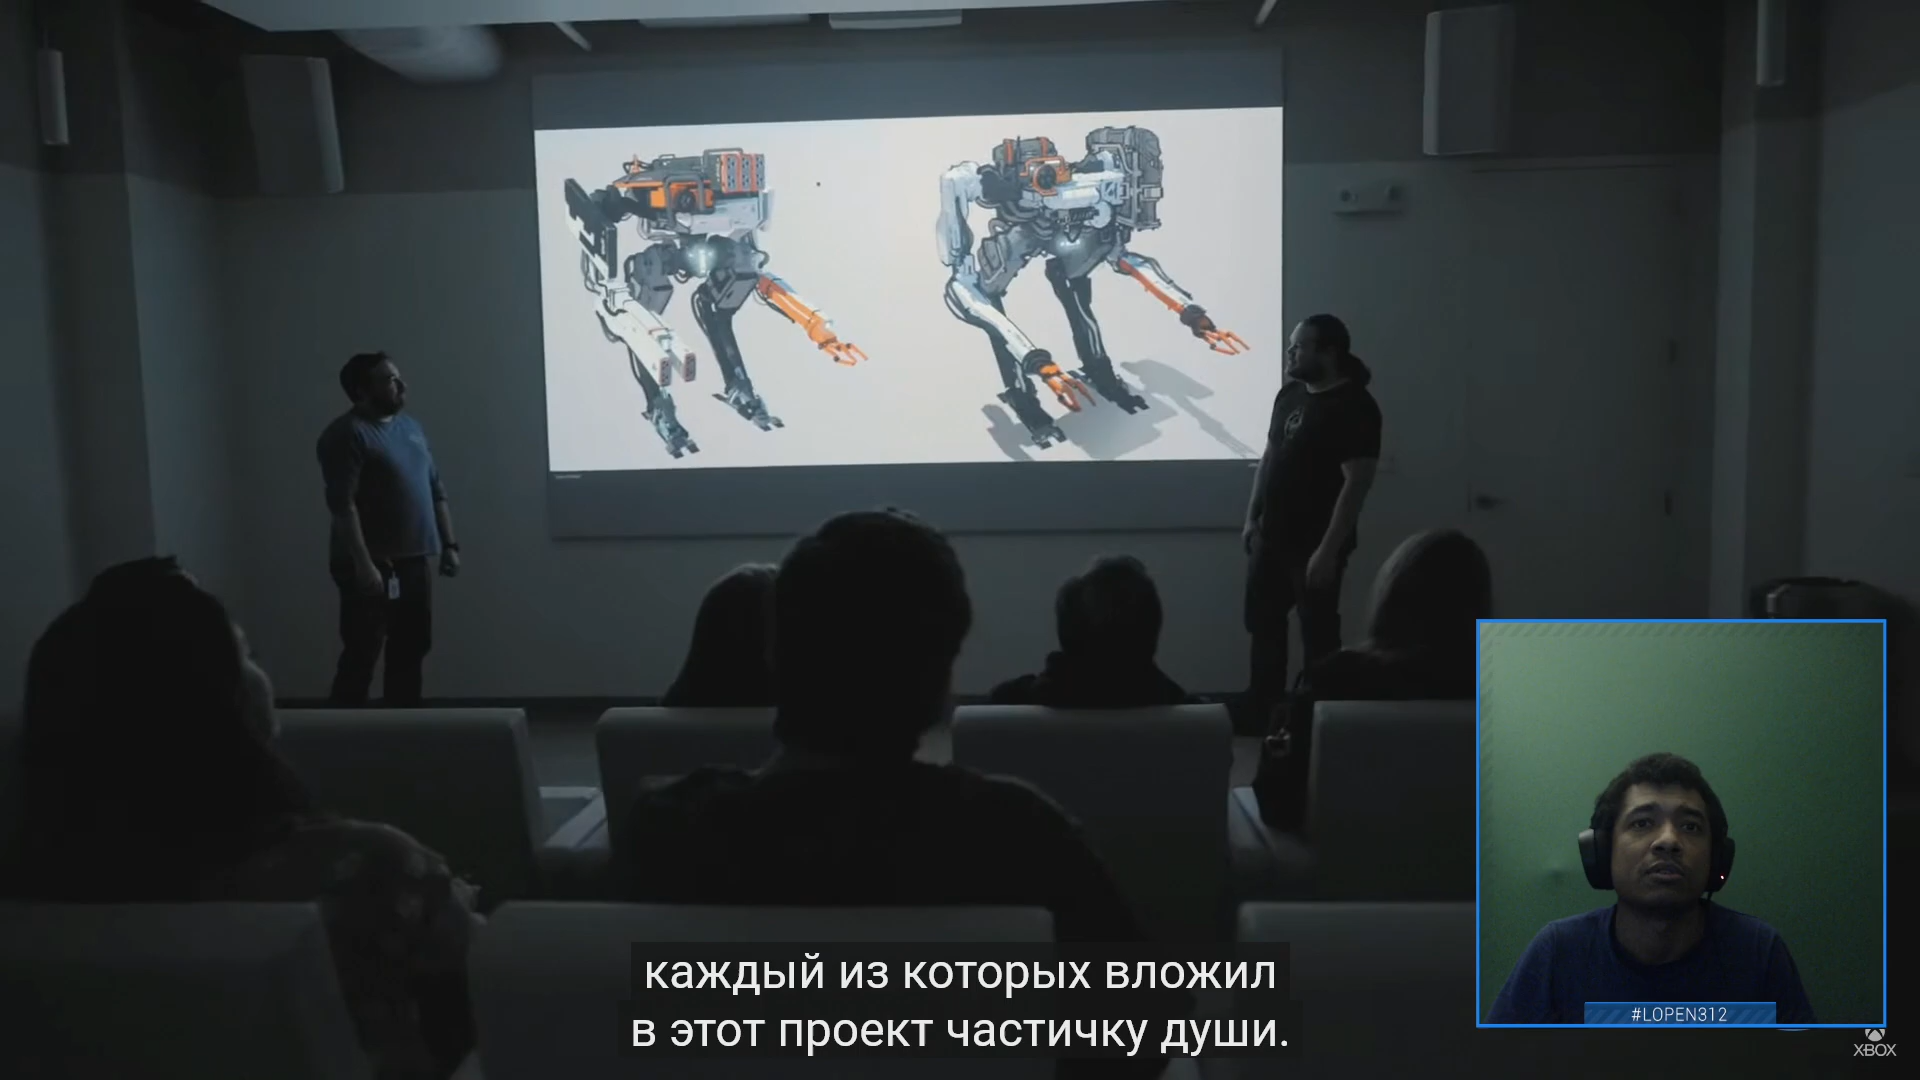 каждый из которых вложил
в этот проект частичку души.
#LOPEN312
XBOX